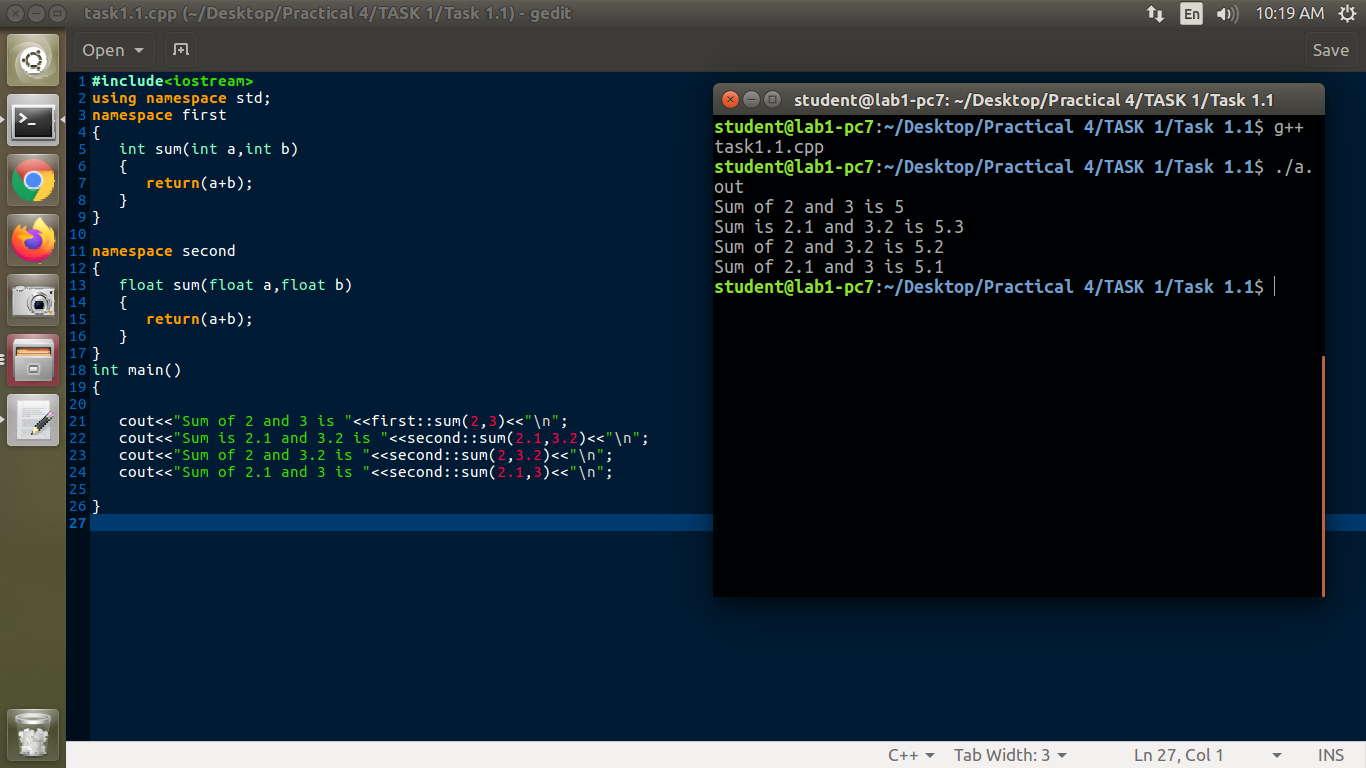 task1.1.cpp (~/Desktop/Practical 4/TASK 1/Task 1.1) - gedit
En
10:19 AM
Open
Save
1 #include<iostream>
2 using namespace std;
3 namespace first
4 {
5    int sum(int a,int b)
6    {
7       return(a+b);
8    }
9 }
10
11 namespace second
12 {
13    float sum(float a,float b)
14    {
15       return(a+b);
16    }
17 }
18 int main()
19 {
20
21    cout<<"Sum of 2 and 3 is "<<first::sum(2,3)<<"\n";
22    cout<<"Sum is 2.1 and 3.2 is "<<second::sum(2.1,3.2)<<"\n";
23    cout<<"Sum of 2 and 3.2 is "<<second::sum(2,3.2)<<"\n";
24    cout<<"Sum of 2.1 and 3 is "<<second::sum(2.1,3)<<"\n";
25
26 }
27
student@lab1-pc7: ~/Desktop/Practical 4/TASK 1/Task 1.1
student@lab1-pc7:~/Desktop/Practical 4/TASK 1/Task 1.1$ g++
task1.1.cpp
student@lab1-pc7:~/Desktop/Practical 4/TASK 1/Task 1.1$ ./a.
out
Sum of 2 and 3 is 5
Sum is 2.1 and 3.2 is 5.3
Sum of 2 and 3.2 is 5.2
Sum of 2.1 and 3 is 5.1
student@lab1-pc7:~/Desktop/Practical 4/TASK 1/Task 1.1$
C++
Tab Width: 3
Ln 27, Col 1
INS